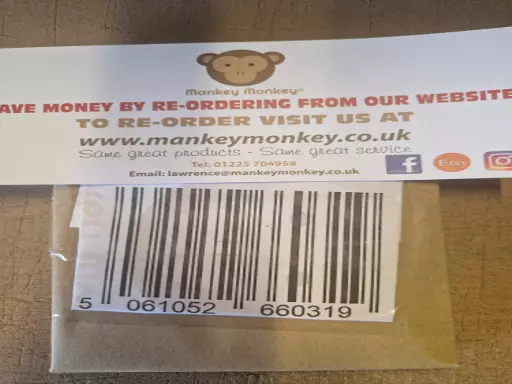 Mankey Monkey
AVE MONEY BY RE-ORDERING FROM OUR WEBSITE
TO RE-ORDER VISIT US AT
www.mankeymonkey.co.uk
Same great products - Same great service
Tel: 01225 704958
Email: lawrence@mankeymonkey.co.uk
f Etsy
5 061052 660319